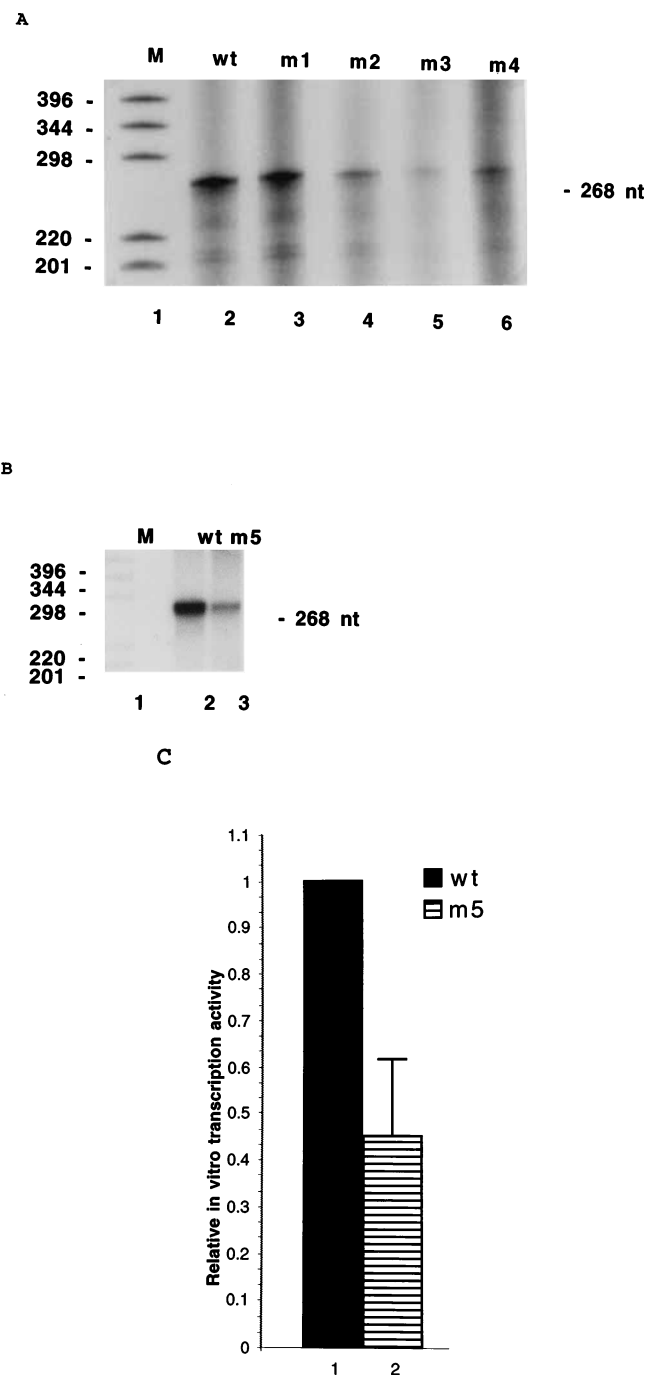 A
M wt m1 m2 m3 m4
396 -
344 -
298 -
- 268 nt
220 -
201 -
1 2 3 4 5 6
B
M wt m5
396 -
344 -
298 -
- 268 nt
220 -
201 -
1 2 3
C
1.1
1
0.9
0.8
0.7
0.6
0.5
0.4
0.3
0.2
0.1
0
Relative in vitro transcription activity
wt
m5
1 2